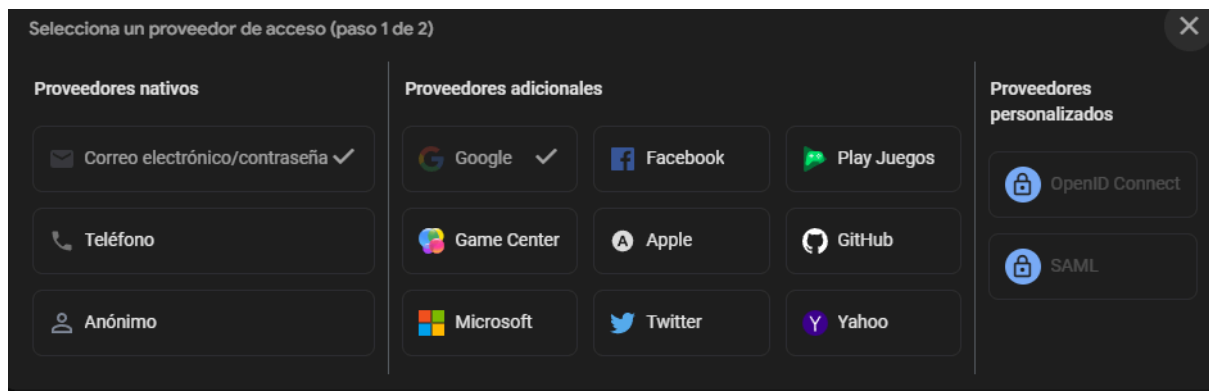 Selecciona un proveedor de acceso (paso 1 de 2)
Proveedores nativos
Correo electrónico/contraseña
Teléfono
Anónimo
Proveedores adicionales
Google
Facebook
Play Juegos
Game Center
Apple
GitHub
Microsoft
Twitter
Yahoo
Proveedores
personalizados
OpenID Connect
SAML